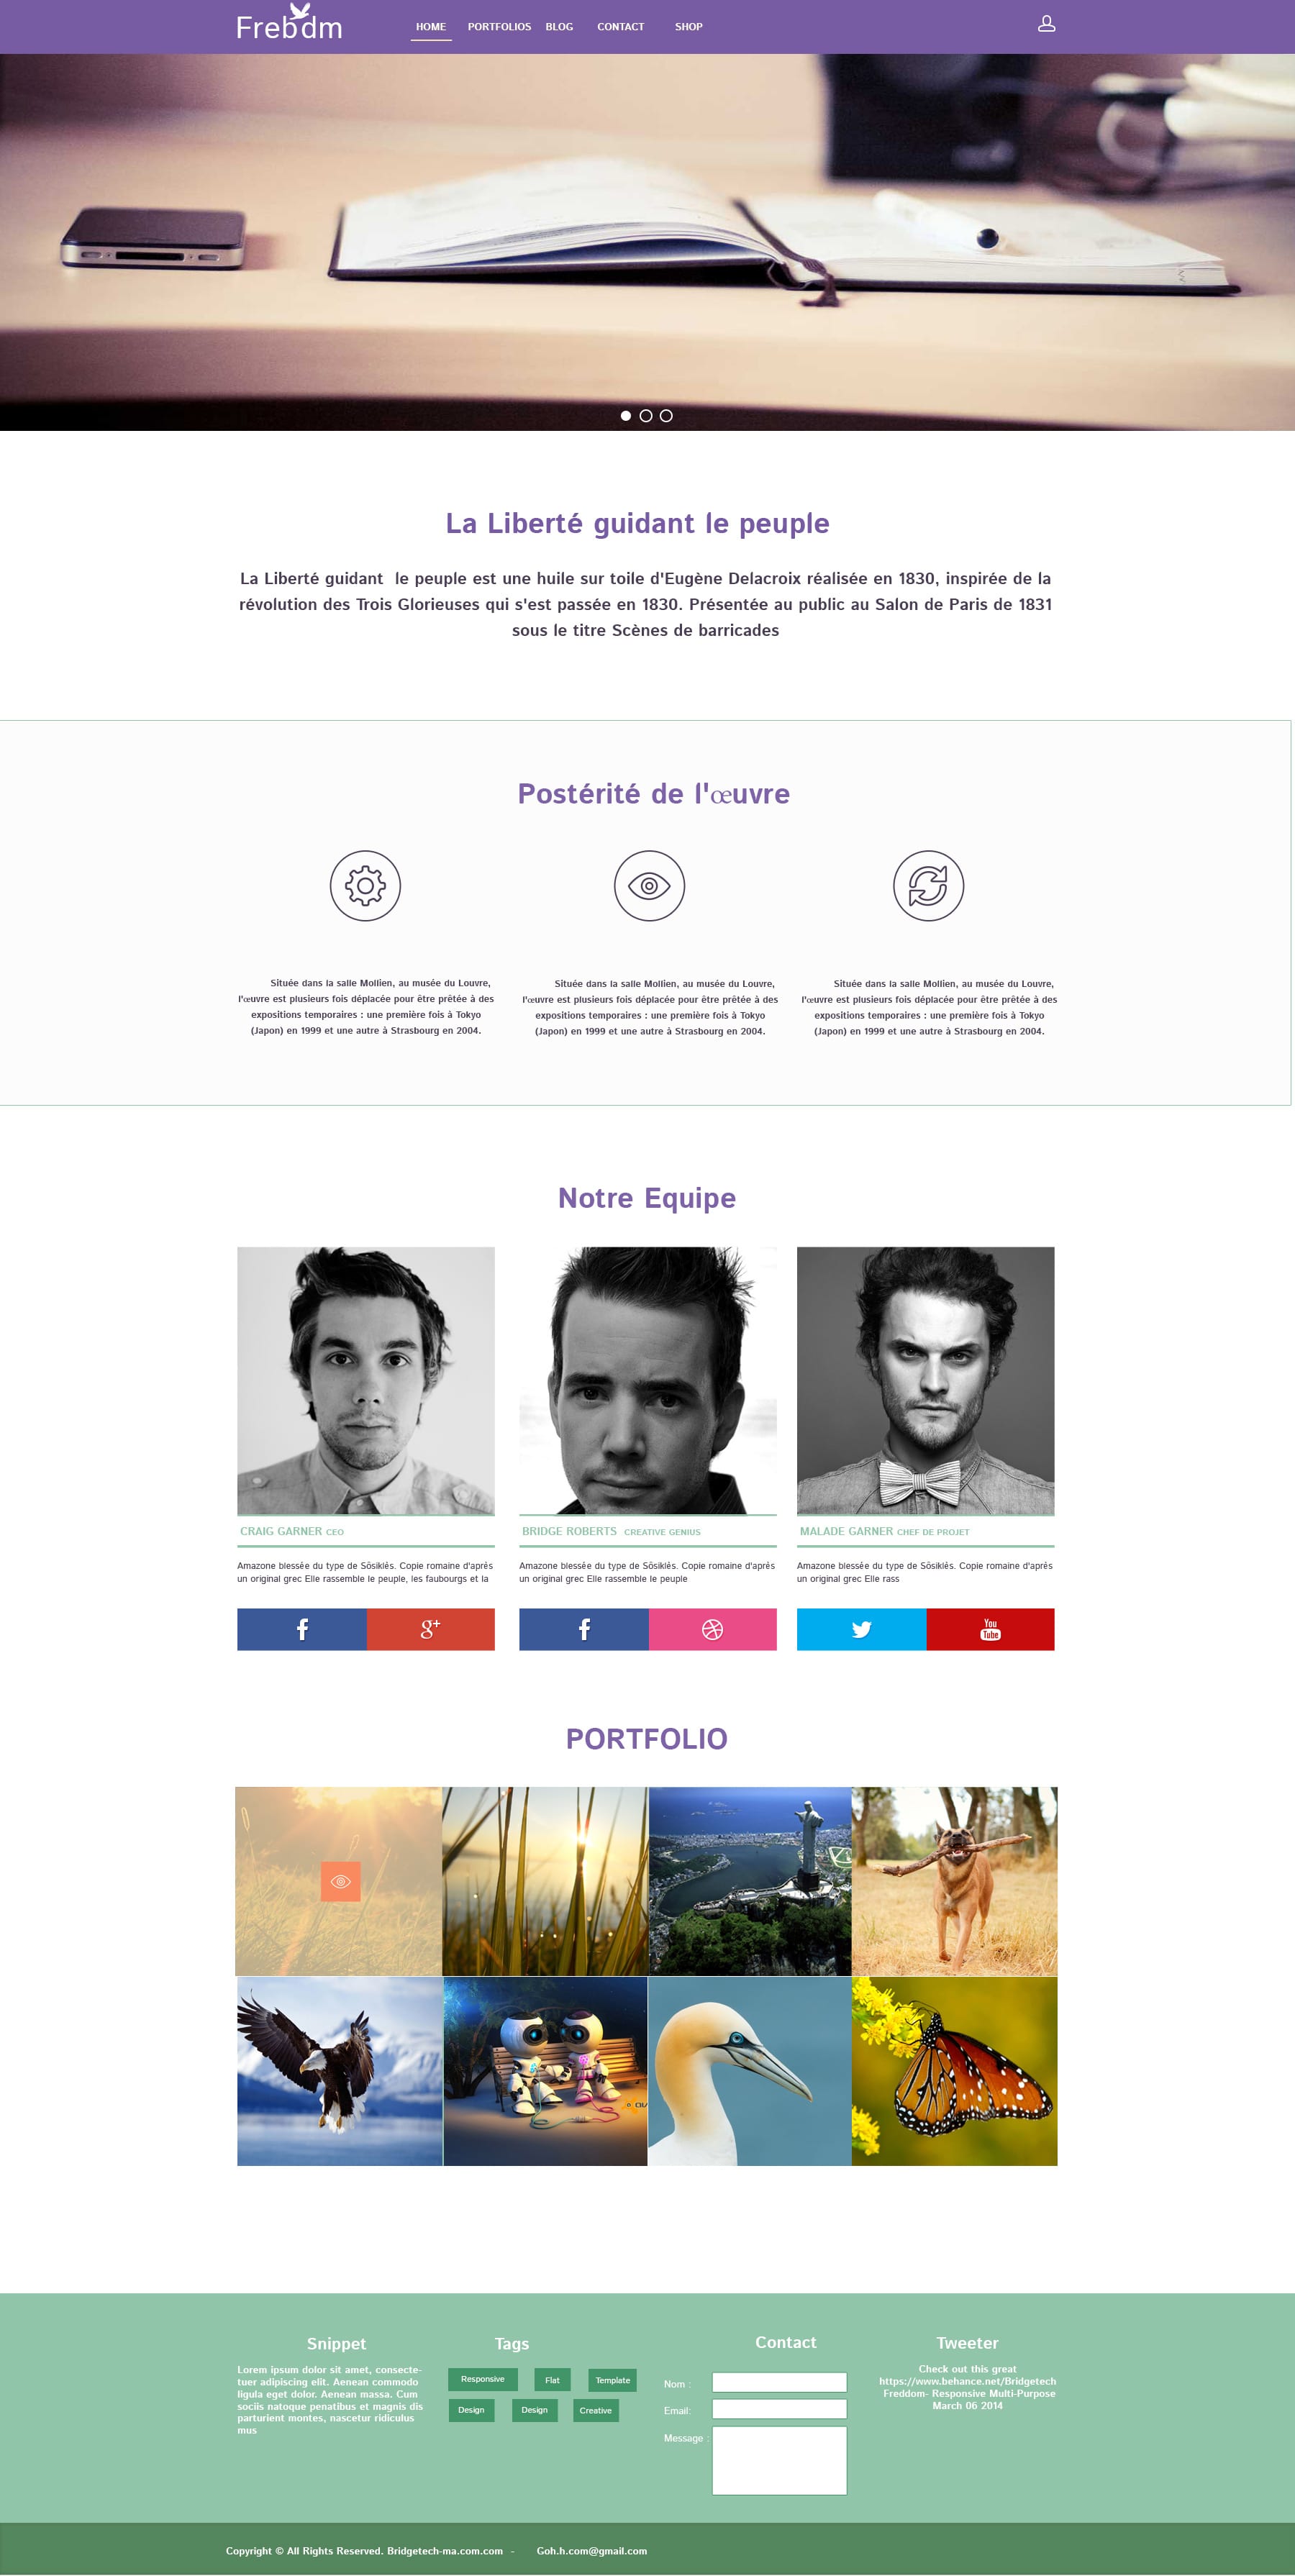 Freedom
HOME PORTFOLIOS BLOG CONTACT SHOP
La Liberté guidant le peuple
La Liberté guidant le peuple est une huile sur toile d'Eugène Delacroix réalisée en 1830, inspirée de la
révolution des Trois Glorieuses qui s'est passée en 1830. Présentée au public au Salon de Paris de 1831
sous le titre Scènes de barricades
Postérité de l'œuvre
Située dans la salle Mollien, au musée du Louvre,
l'œuvre est plusieurs fois déplacée pour être prêtée à des
expositions temporaires : une première fois à Tokyo
(Japon) en 1999 et une autre à Strasbourg en 2004.
Située dans la salle Mollien, au musée du Louvre,
l'œuvre est plusieurs fois déplacée pour être prêtée à des
expositions temporaires : une première fois à Tokyo
(Japon) en 1999 et une autre à Strasbourg en 2004.
Située dans la salle Mollien, au musée du Louvre,
l'œuvre est plusieurs fois déplacée pour être prêtée à des
expositions temporaires : une première fois à Tokyo
(Japon) en 1999 et une autre à Strasbourg en 2004.
Notre Equipe
CRAIG GARNER CEO
Amazone blessée du type de Sôsiklès. Copie romaine d'après
un original grec Elle rassemble le peuple, les faubourgs et la
BRIDGE ROBERTS CREATIVE GENIUS
Amazone blessée du type de Sôsiklès. Copie romaine d'après
un original grec Elle rassemble le peuple
MALADE GARNER CHEF DE PROJET
Amazone blessée du type de Sôsiklès. Copie romaine d'après
un original grec Elle rass
f g+
f
You
Tube
PORTFOLIO
Snippet
Lorem ipsum dolor sit amet, consecte-
tuer adipiscing elit. Aenean commodo
ligula eget dolor. Aenean massa. Cum
sociis natoque penatibus et magnis dis
parturient montes, nascetur ridiculus
mus
Tags
Responsive Flat Template
Design Design Creative
Contact
Nom :
Email:
Message :
Tweeter
Check out this great
https://www.behance.net/Bridgetech
Freddom- Responsive Multi-Purpose
March 06 2014
Copyright © All Rights Reserved. Bridgetech-ma.com.com - Goh.h.com@gmail.com